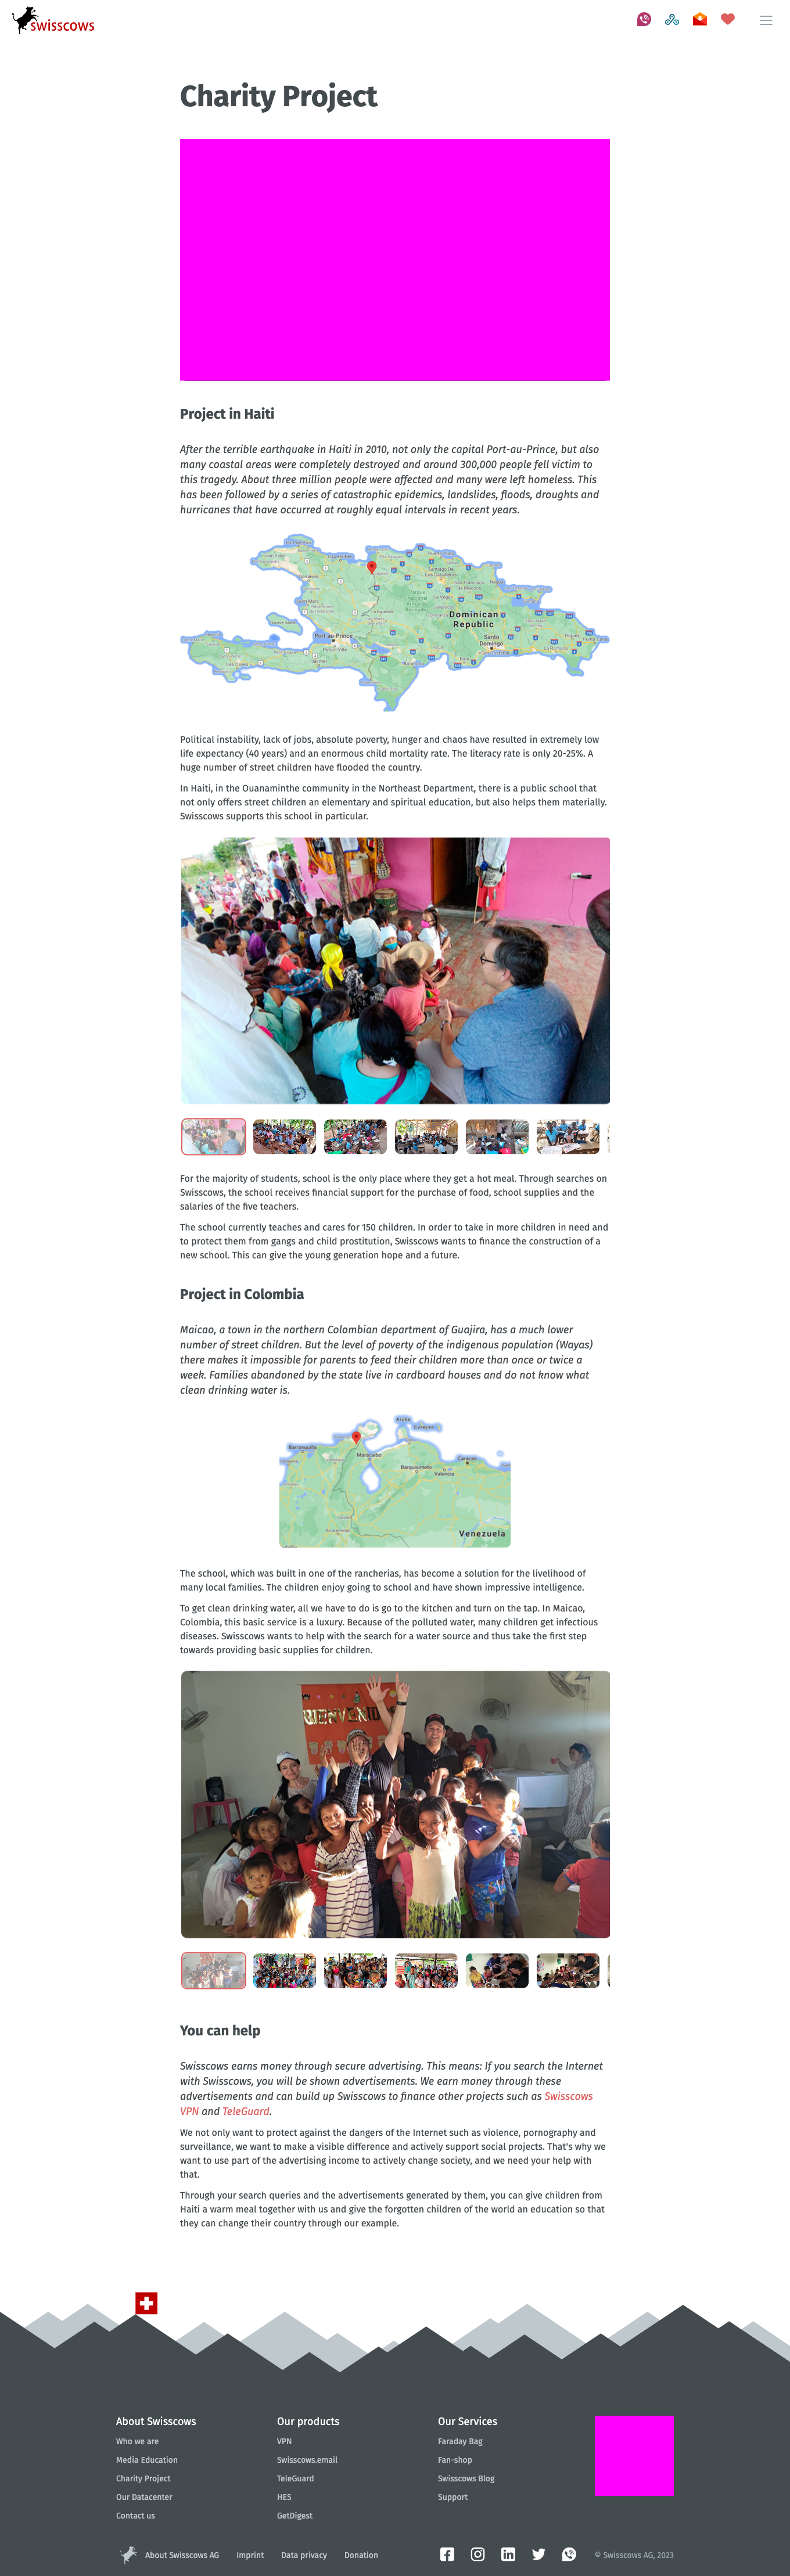 swisscows
Charity Project
Project in Haiti
After the terrible earthquake in Haiti in 2010, not only the capital Port-au-Prince, but also
many coastal areas were completely destroyed and around 300,000 people fell victim to
this tragedy. About three million people were affected and many were left homeless. This
has been followed by a series of catastrophic epidemics, landslides, floods, droughts and
hurricanes that have occurred at roughly equal intervals in recent years.
Dominican
Republic
Port-au-Prince
Santo
Domingo
Political instability, lack of jobs, absolute poverty, hunger and chaos have resulted in extremely low
life expectancy (40 years) and an enormous child mortality rate. The literacy rate is only 20-25%. A
huge number of street children have flooded the country.
In Haiti, in the Ouanaminthe community in the Northeast Department, there is a public school that
not only offers street children an elementary and spiritual education, but also helps them materially.
Swisscows supports this school in particular.
For the majority of students, school is the only place where they get a hot meal. Through searches on
Swisscows, the school receives financial support for the purchase of food, school supplies and the
salaries of the five teachers.
The school currently teaches and cares for 150 children. In order to take in more children in need and
to protect them from gangs and child prostitution, Swisscows wants to finance the construction of a
new school. This can give the young generation hope and a future.
Project in Colombia
Maicao, a town in the northern Colombian department of Guajira, has a much lower
number of street children. But the level of poverty of the indigenous population (Wayas)
there makes it impossible for parents to feed their children more than once or twice a
week. Families abandoned by the state live in cardboard houses and do not know what
clean drinking water is.
Aruba
Curaçao
Barranquilla
Maracaibo
Caracas
Barquisimeto
Valencia
Venezuela
The school, which was built in one of the rancherias, has become a solution for the livelihood of
many local families. The children enjoy going to school and have shown impressive intelligence.
To get clean drinking water, all we have to do is go to the kitchen and turn on the tap. In Maicao,
Colombia, this basic service is a luxury. Because of the polluted water, many children get infectious
diseases. Swisscows wants to help with the search for a water source and thus take the first step
towards providing basic supplies for children.
You can help
Swisscows earns money through secure advertising. This means: If you search the Internet
with Swisscows, you will be shown advertisements. We earn money through these
advertisements and can build up Swisscows to finance other projects such as Swisscows
VPN and TeleGuard.
We not only want to protect against the dangers of the Internet such as violence, pornography and
surveillance, we want to make a visible difference and actively support social projects. That's why we
want to use part of the advertising income to actively change society, and we need your help with
that.
Through your search queries and the advertisements generated by them, you can give children from
Haiti a warm meal together with us and give the forgotten children of the world an education so that
they can change their country through our example.
About Swisscows
Who we are
Media Education
Charity Project
Our Datacenter
Contact us
Our products
VPN
Swisscows.email
TeleGuard
HES
GetDigest
Our Services
Faraday Bag
Fan-shop
Swisscows Blog
Support
About Swisscows AG
Imprint
Data privacy
Donation
© Swisscows AG, 2023